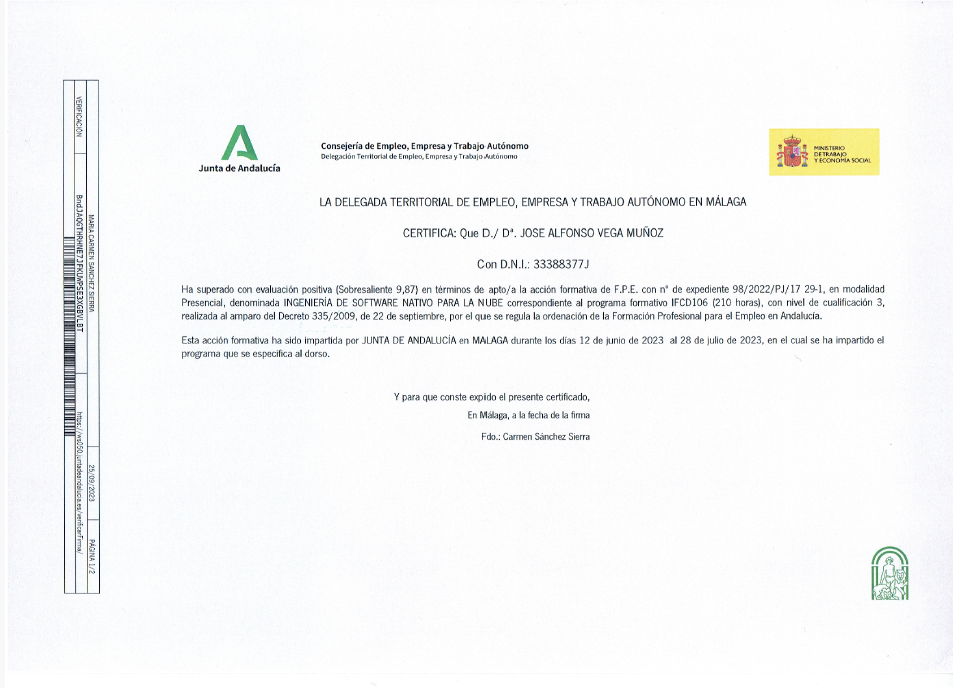 Junta de Andalucía
Consejería de Empleo, Empresa y Trabajo Autónomo
Delegación Territorial de Empleo, Empresa y Trabajo Autónomo
MINISTERIO
DE TRABAJO
Y ECONOMÍA SOCIAL
LA DELEGADA TERRITORIAL DE EMPLEO, EMPRESA Y TRABAJO AUTÓNOMO EN MÁLAGA
CERTIFICA: Que D./ Dª. JOSE ALFONSO VEGA MUÑOZ
Con D.N.I.: 33388377J
Ha superado con evaluación positiva (Sobresaliente 9,87) en términos de apto/a la acción formativa de F.P.E. con n° de expediente 98/2022/PJ/17 29-1, en modalidad
Presencial, denominada INGENIERÍA DE SOFTWARE NATIVO PARA LA NUBE correspondiente al programa formativo IFCD106 (210 horas), con nivel de cualificación 3,
realizada al amparo del Decreto 335/2009, de 22 de septiembre, por el que se regula la ordenación de la Formación Profesional para el Empleo en Andalucía.
Esta acción formativa ha sido impartida por JUNTA DE ANDALUCÍA en MALAGA durante los días 12 de junio de 2023 al 28 de julio de 2023, en el cual se ha impartido el
programa que se especifica al dorso.
Y para que conste expido el presente certificado,
En Málaga, a la fecha de la firma
Fdo.: Carmen Sánchez Sierra
MARIA CARMEN SANCHEZ SIERRA
25/09/2023
PÁGINA 1/2
VERIFICACIÓN
https://ws050.juntadeandalucia.es/verificarFirma/